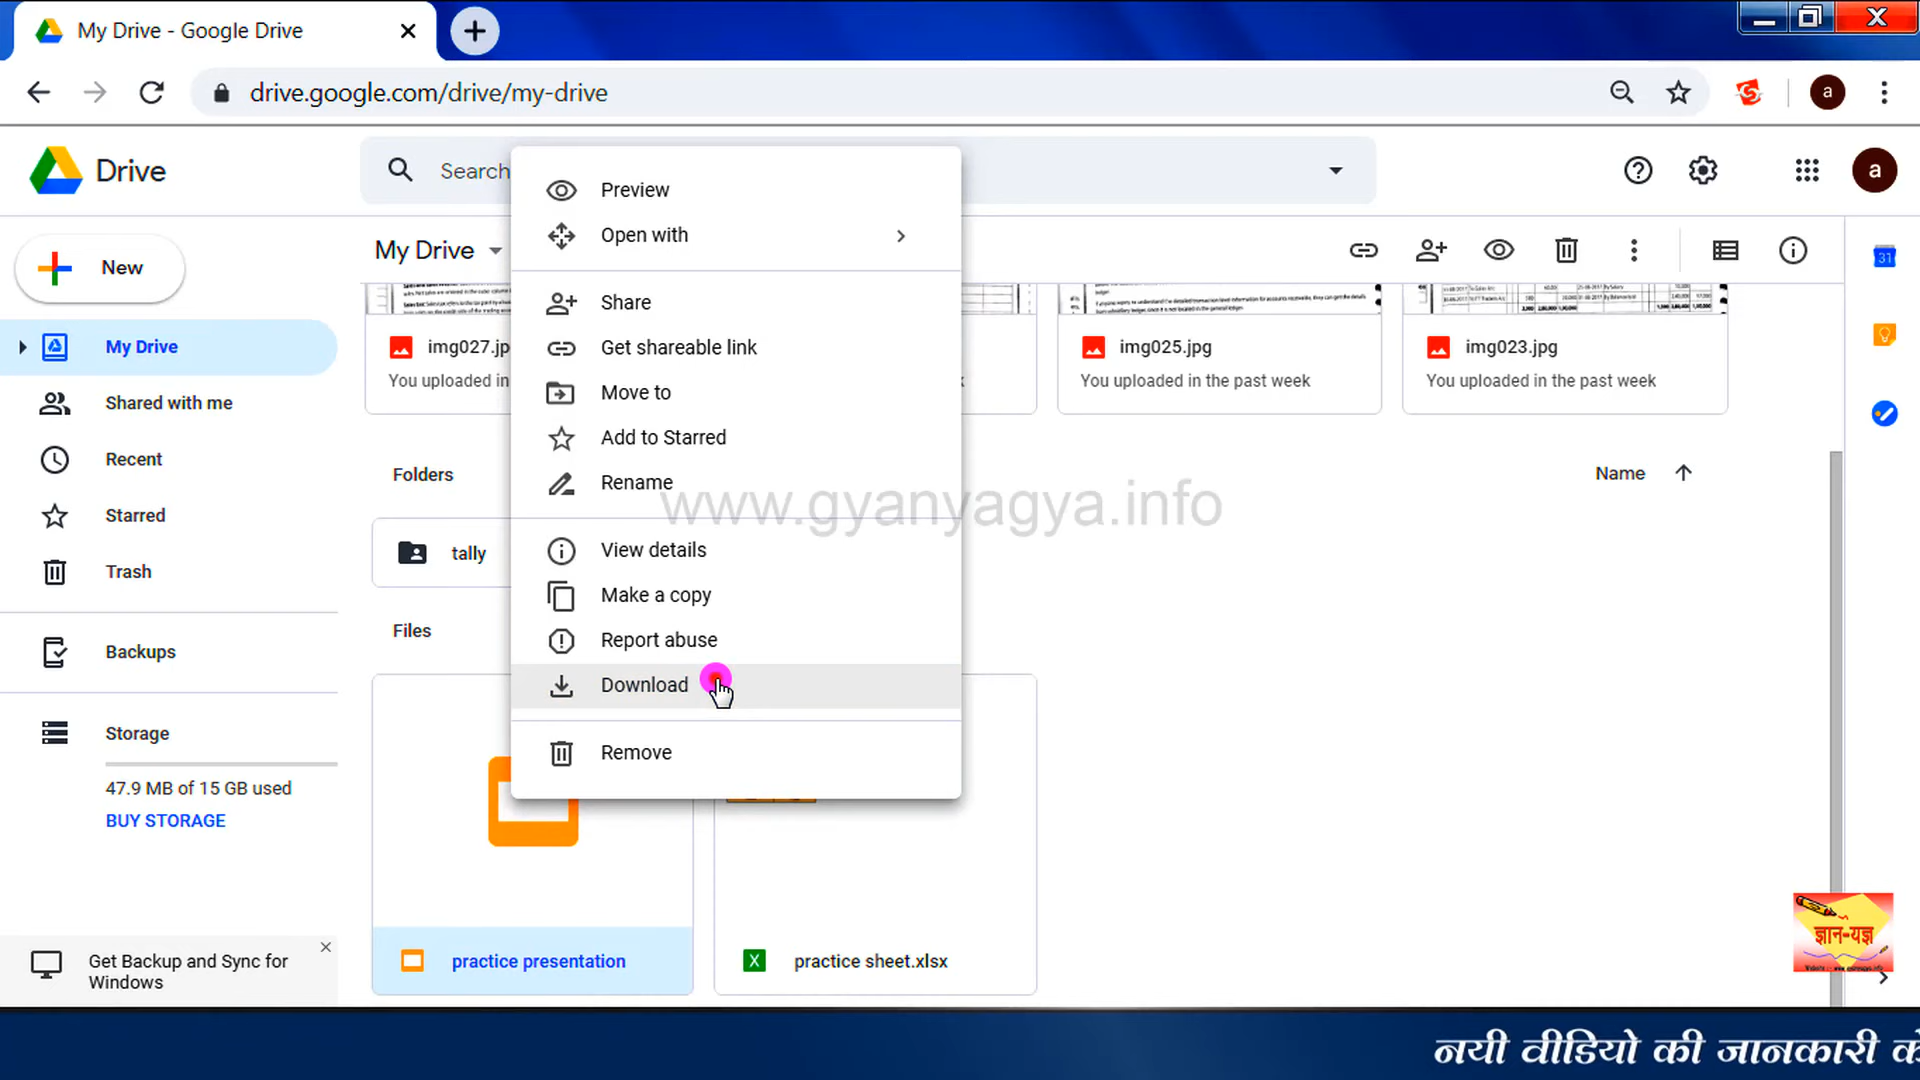 My Drive - Google Drive
drive.google.com/drive/my-drive
a
Drive
Search
a
New
My Drive
31
Preview
Open with
Share
Get shareable link
Move to
Add to Starred
Rename
View details
Make a copy
Report abuse
Download
Remove
My Drive
Shared with me
Recent
Starred
Trash
Backups
Storage
47.9 MB of 15 GB used
BUY STORAGE
Get Backup and Sync for
Windows
img027.jp
You uploaded in
img025.jpg
You uploaded in the past week
img023.jpg
You uploaded in the past week
Folders
Name
www.gyanyagya.info
tally
Files
practice presentation
X
practice sheet.xlsx
ज्ञान-यज्ञ
नयी वीडियो की जानकारी के